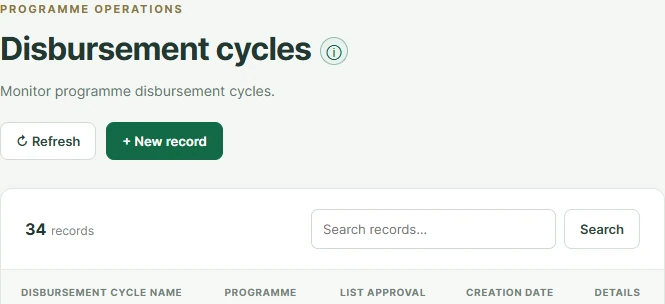 PROGRAMME OPERATIONS
Disbursement cycles
Monitor programme disbursement cycles.
↻ Refresh
+ New record
34 records
Search records...
Search
DISBURSEMENT CYCLE NAME PROGRAMME LIST APPROVAL CREATION DATE DETAILS